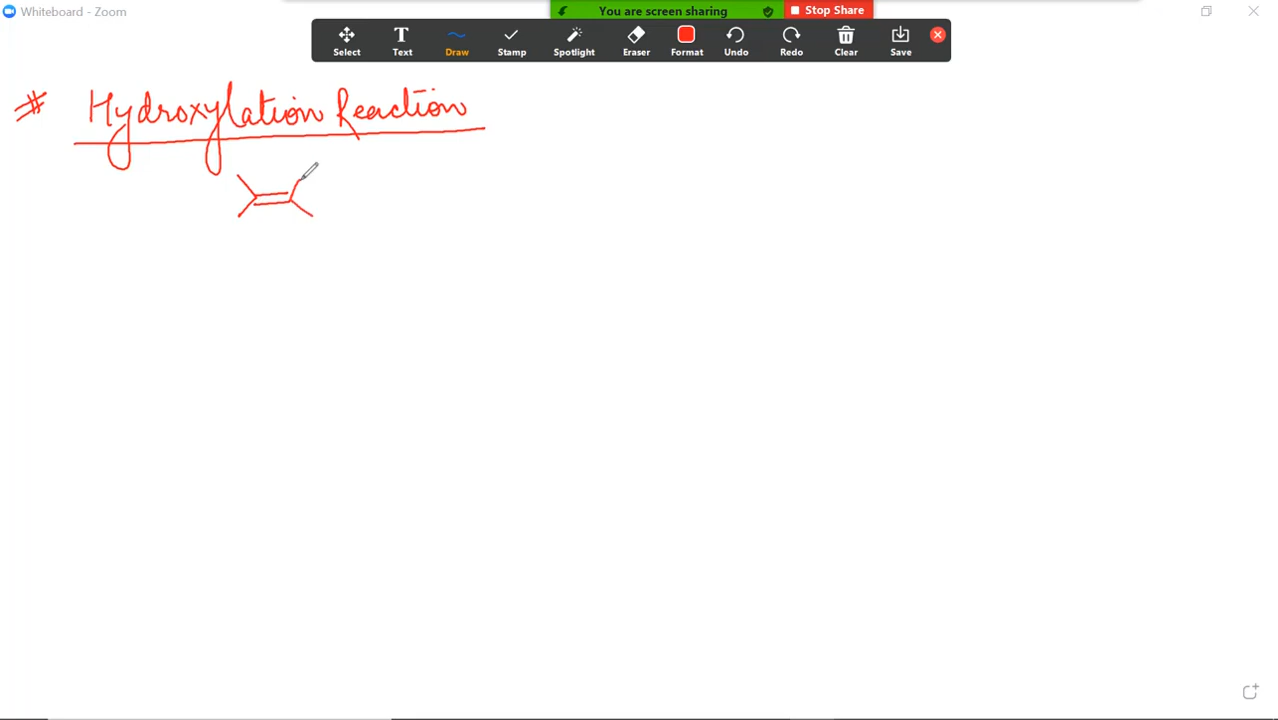 Whiteboard - Zoom
You are screen sharing
Stop Share
Select
Text
Draw
Stamp
Spotlight
Eraser
Format
Undo
Redo
Clear
Save
# Hydroxylation Reaction